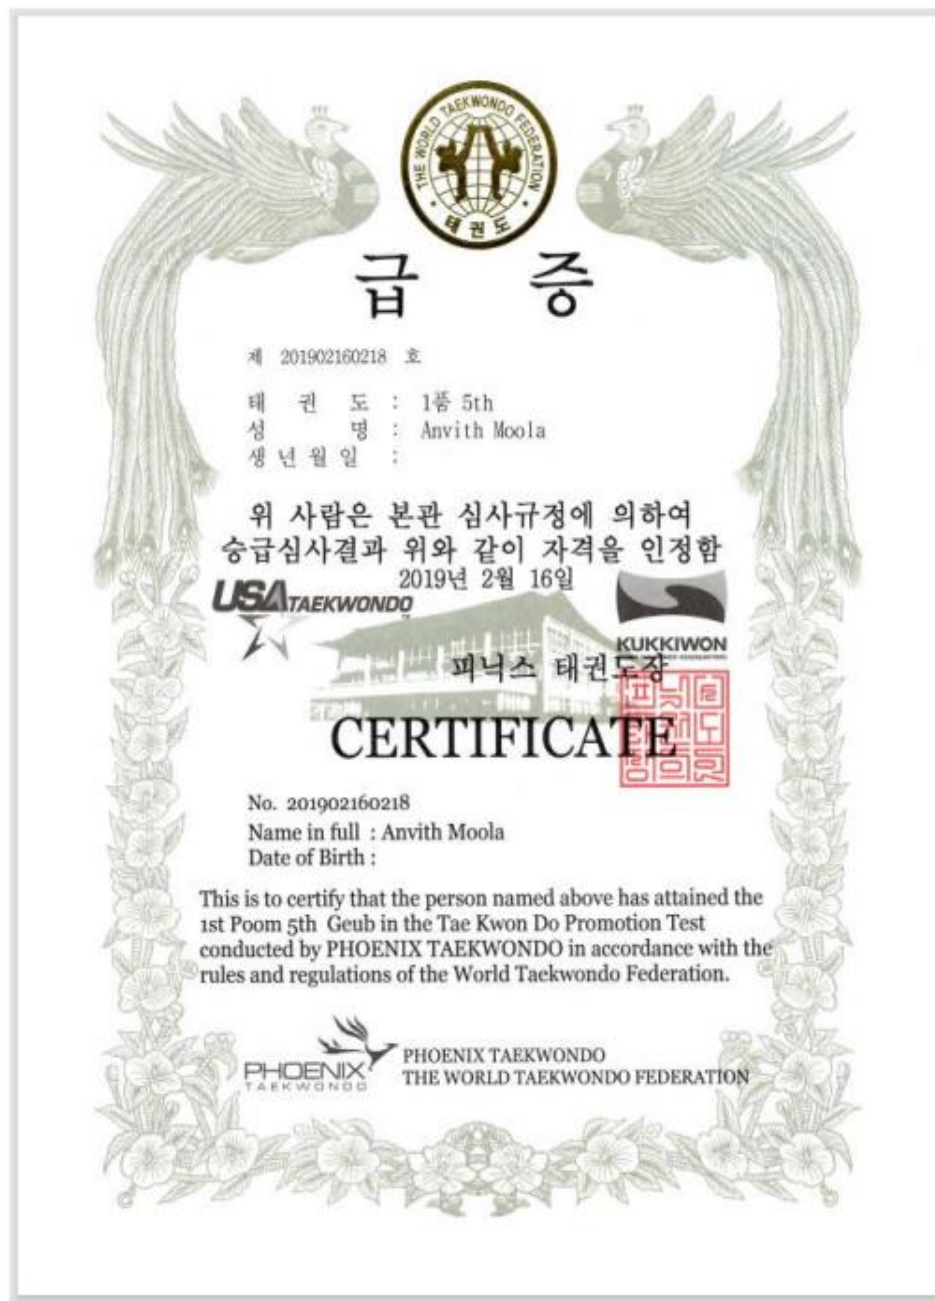 THE WORLD TAEKWONDO FEDERATION
태권도
급 증
제 201902160218 호
태 권 도 : 1품 5th
성 명 : Anvith Moola
생년월일 :
위 사람은 본관 심사규정에 의하여
승급심사결과 위와 같이 자격을 인정함
2019년 2월 16일
USA TAEKWONDO
KUKKIWON
피닉스 태권도장
CERTIFICATE
No. 201902160218
Name in full : Anvith Moola
Date of Birth :
This is to certify that the person named above has attained the
1st Poom 5th Geub in the Tae Kwon Do Promotion Test
conducted by PHOENIX TAEKWONDO in accordance with the
rules and regulations of the World Taekwondo Federation.
PHOENIX
TAEKWONDO
PHOENIX TAEKWONDO
THE WORLD TAEKWONDO FEDERATION